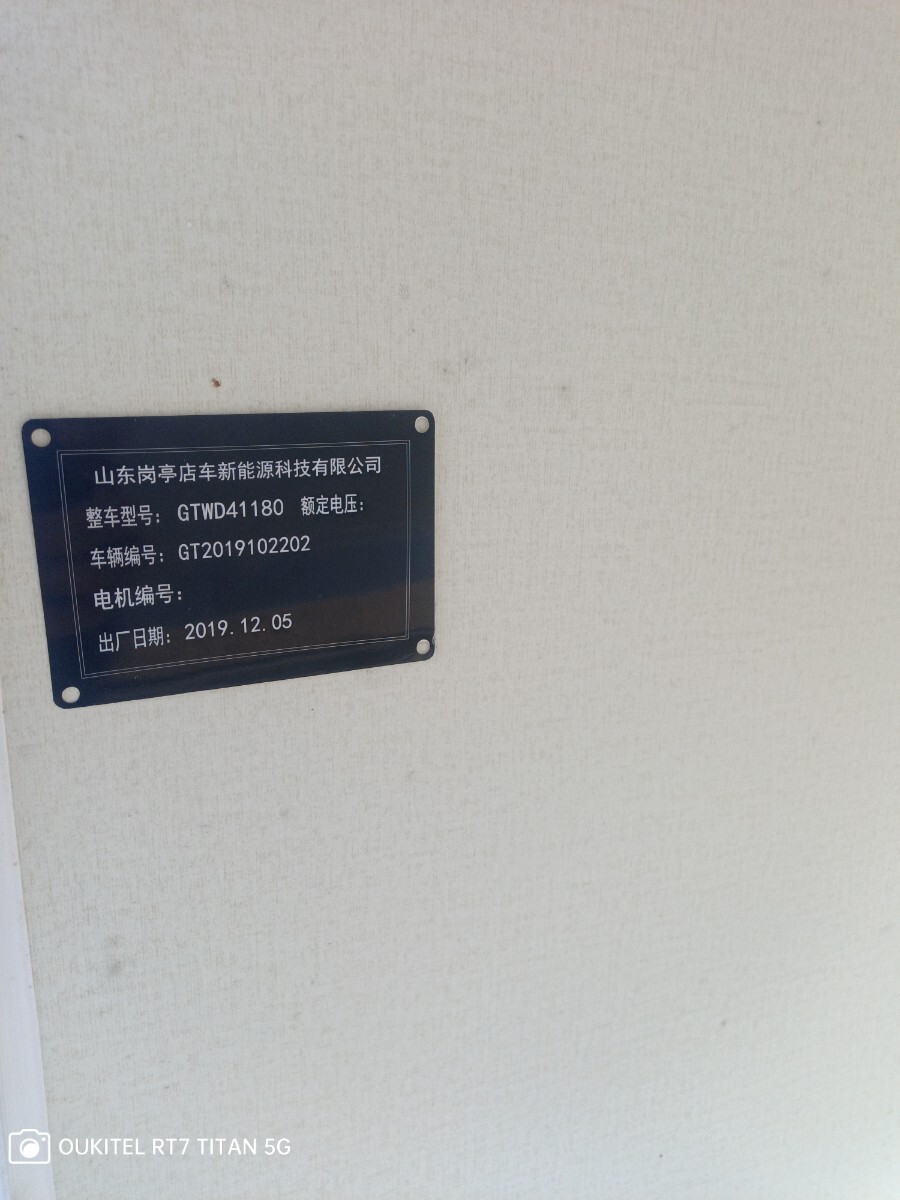 山东岗亭店车新能源科技有限公司
整车型号： GTWD41180 额定电压：
车辆编号： GT2019102202
电机编号：
出厂日期： 2019.12.05
OUKITEL RT7 TITAN 5G